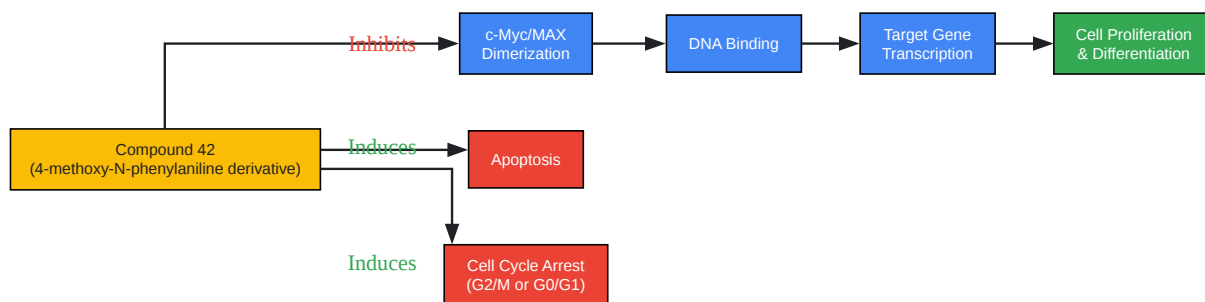 Inhibits
c-Myc/MAX
Dimerization
DNA Binding
Target Gene
Transcription
Cell Proliferation
& Differentiation
Compound 42
(4-methoxy-N-phenylaniline derivative)
Induces
Apoptosis
Induces
Cell Cycle Arrest
(G2/M or G0/G1)